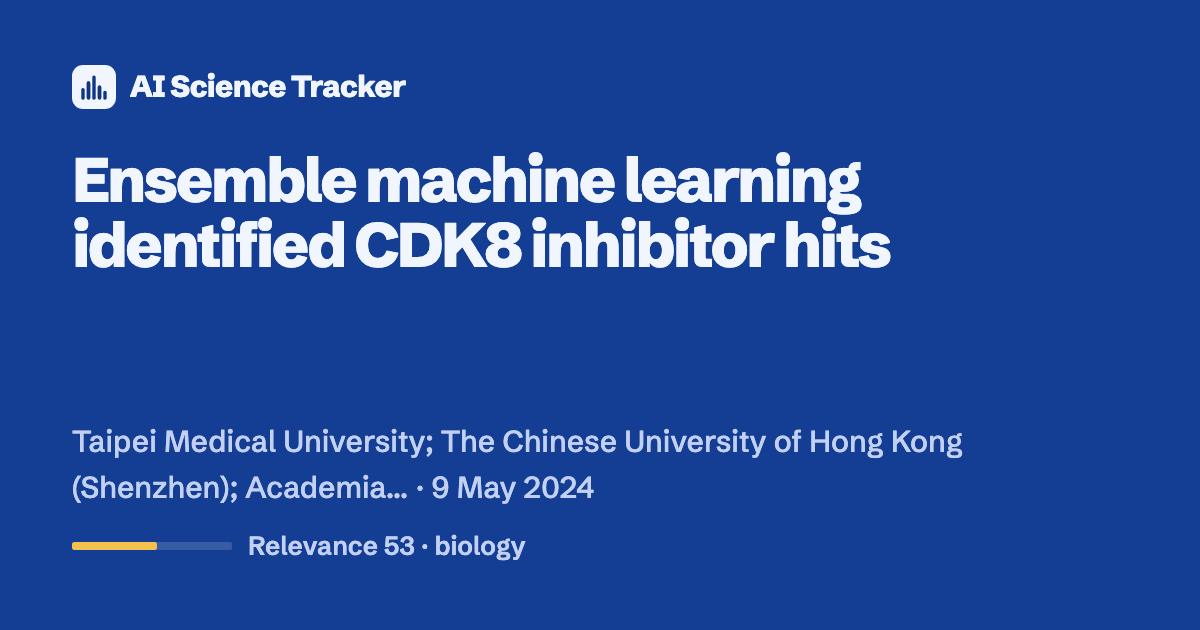 AI Science Tracker
Ensemble machine learning
identified CDK8 inhibitor hits
Taipei Medical University; The Chinese University of Hong Kong
(Shenzhen); Academia... · 9 May 2024
Relevance 53 · biology